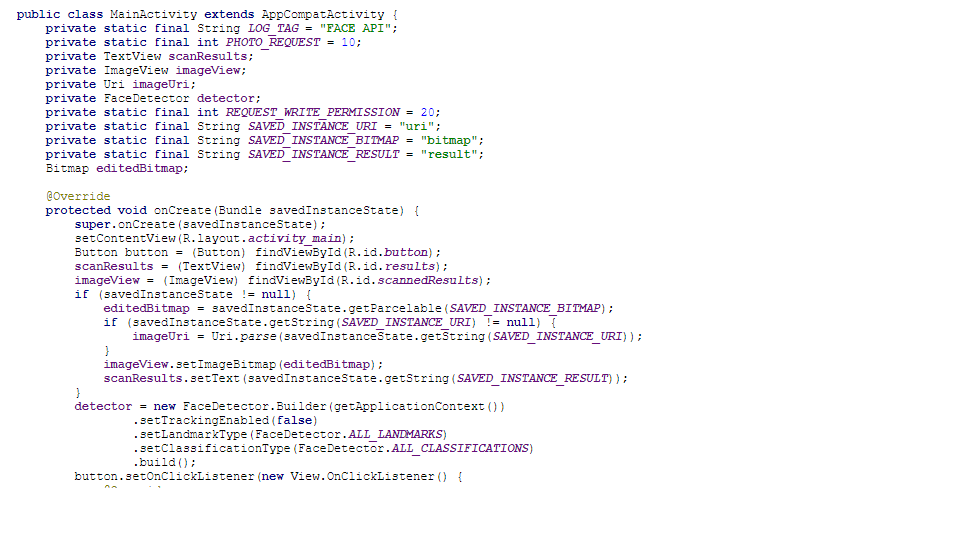 public class MainActivity extends AppCompatActivity {
    private static final String LOG_TAG = "FACE API";
    private static final int PHOTO_REQUEST = 10;
    private TextView scanResults;
    private ImageView imageView;
    private Uri imageUri;
    private FaceDetector detector;
    private static final int REQUEST_WRITE_PERMISSION = 20;
    private static final String SAVED_INSTANCE_URI = "uri";
    private static final String SAVED_INSTANCE_BITMAP = "bitmap";
    private static final String SAVED_INSTANCE_RESULT = "result";
    Bitmap editedBitmap;

    @Override
    protected void onCreate(Bundle savedInstanceState) {
        super.onCreate(savedInstanceState);
        setContentView(R.layout.activity_main);
        Button button = (Button) findViewById(R.id.button);
        scanResults = (TextView) findViewById(R.id.results);
        imageView = (ImageView) findViewById(R.id.scannedResults);
        if (savedInstanceState != null) {
            editedBitmap = savedInstanceState.getParcelable(SAVED_INSTANCE_BITMAP);
            if (savedInstanceState.getString(SAVED_INSTANCE_URI) != null) {
                imageUri = Uri.parse(savedInstanceState.getString(SAVED_INSTANCE_URI));
            }
            imageView.setImageBitmap(editedBitmap);
            scanResults.setText(savedInstanceState.getString(SAVED_INSTANCE_RESULT));
        }
        detector = new FaceDetector.Builder(getApplicationContext())
                .setTrackingEnabled(false)
                .setLandmarkType(FaceDetector.ALL_LANDMARKS)
                .setClassificationType(FaceDetector.ALL_CLASSIFICATIONS)
                .build();
        button.setOnClickListener(new View.OnClickListener() {